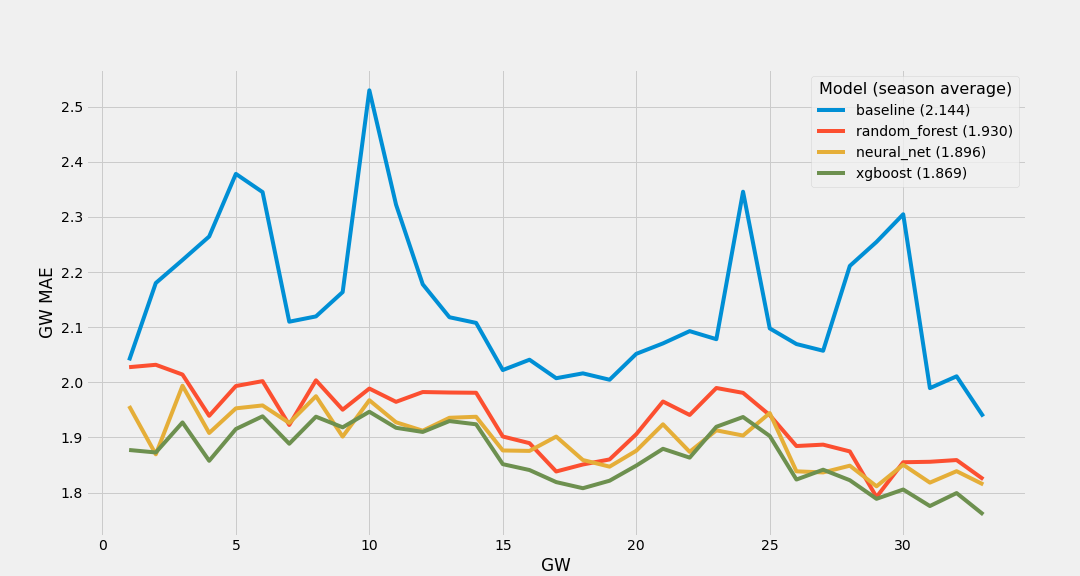 Model (season average)
baseline (2.144)
random_forest (1.930)
neural_net (1.896)
xgboost (1.869)
2.5
2.4
2.3
2.2
2.1
2.0
1.9
1.8
GW MAE
0 5 10 15 20 25 30
GW